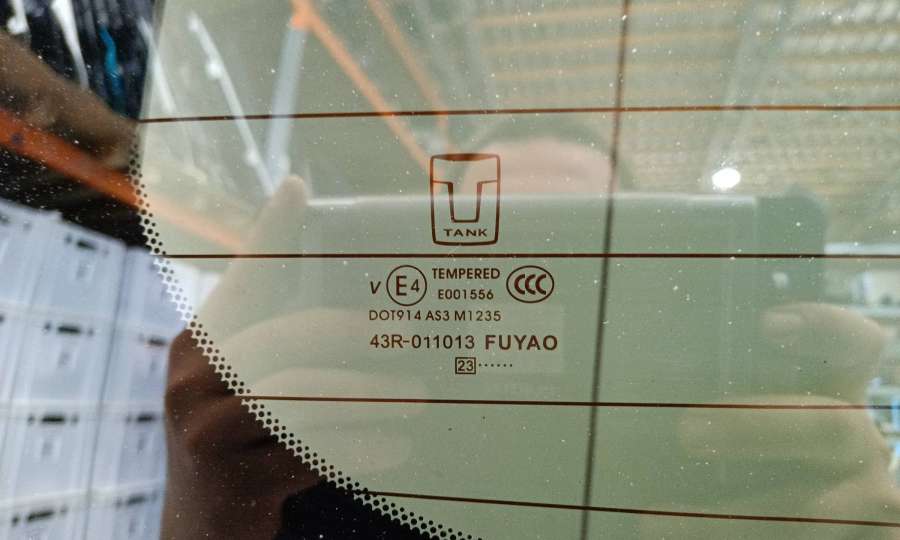 TANK
V E4 TEMPERED E001556 CCC
DOT914 AS3 M1235
43R-011013 FUYAO
23 ······